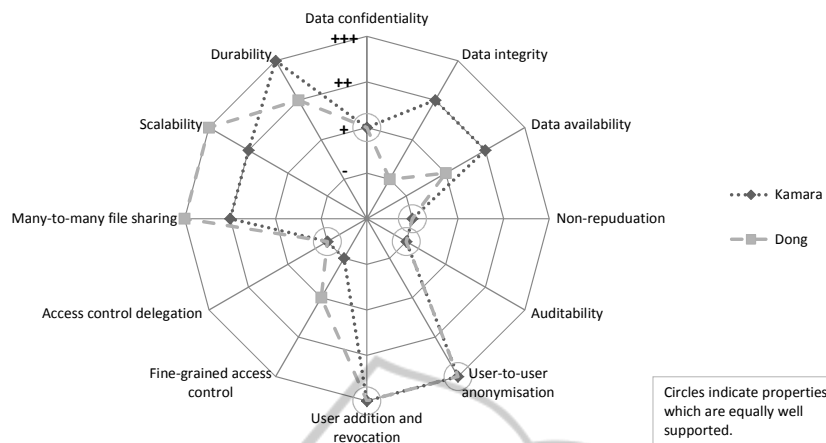 Data confidentiality
+++
Durability
Data integrity
++
Scalability
+
Data availability
-
Kamara
Many-to-many file sharing
Non-repuduation
Dong
Access control delegation
Auditability
Fine-grained access
control
User-to-user
anonymisation
User addition and
revocation
Circles indicate properties
which are equally well
supported.